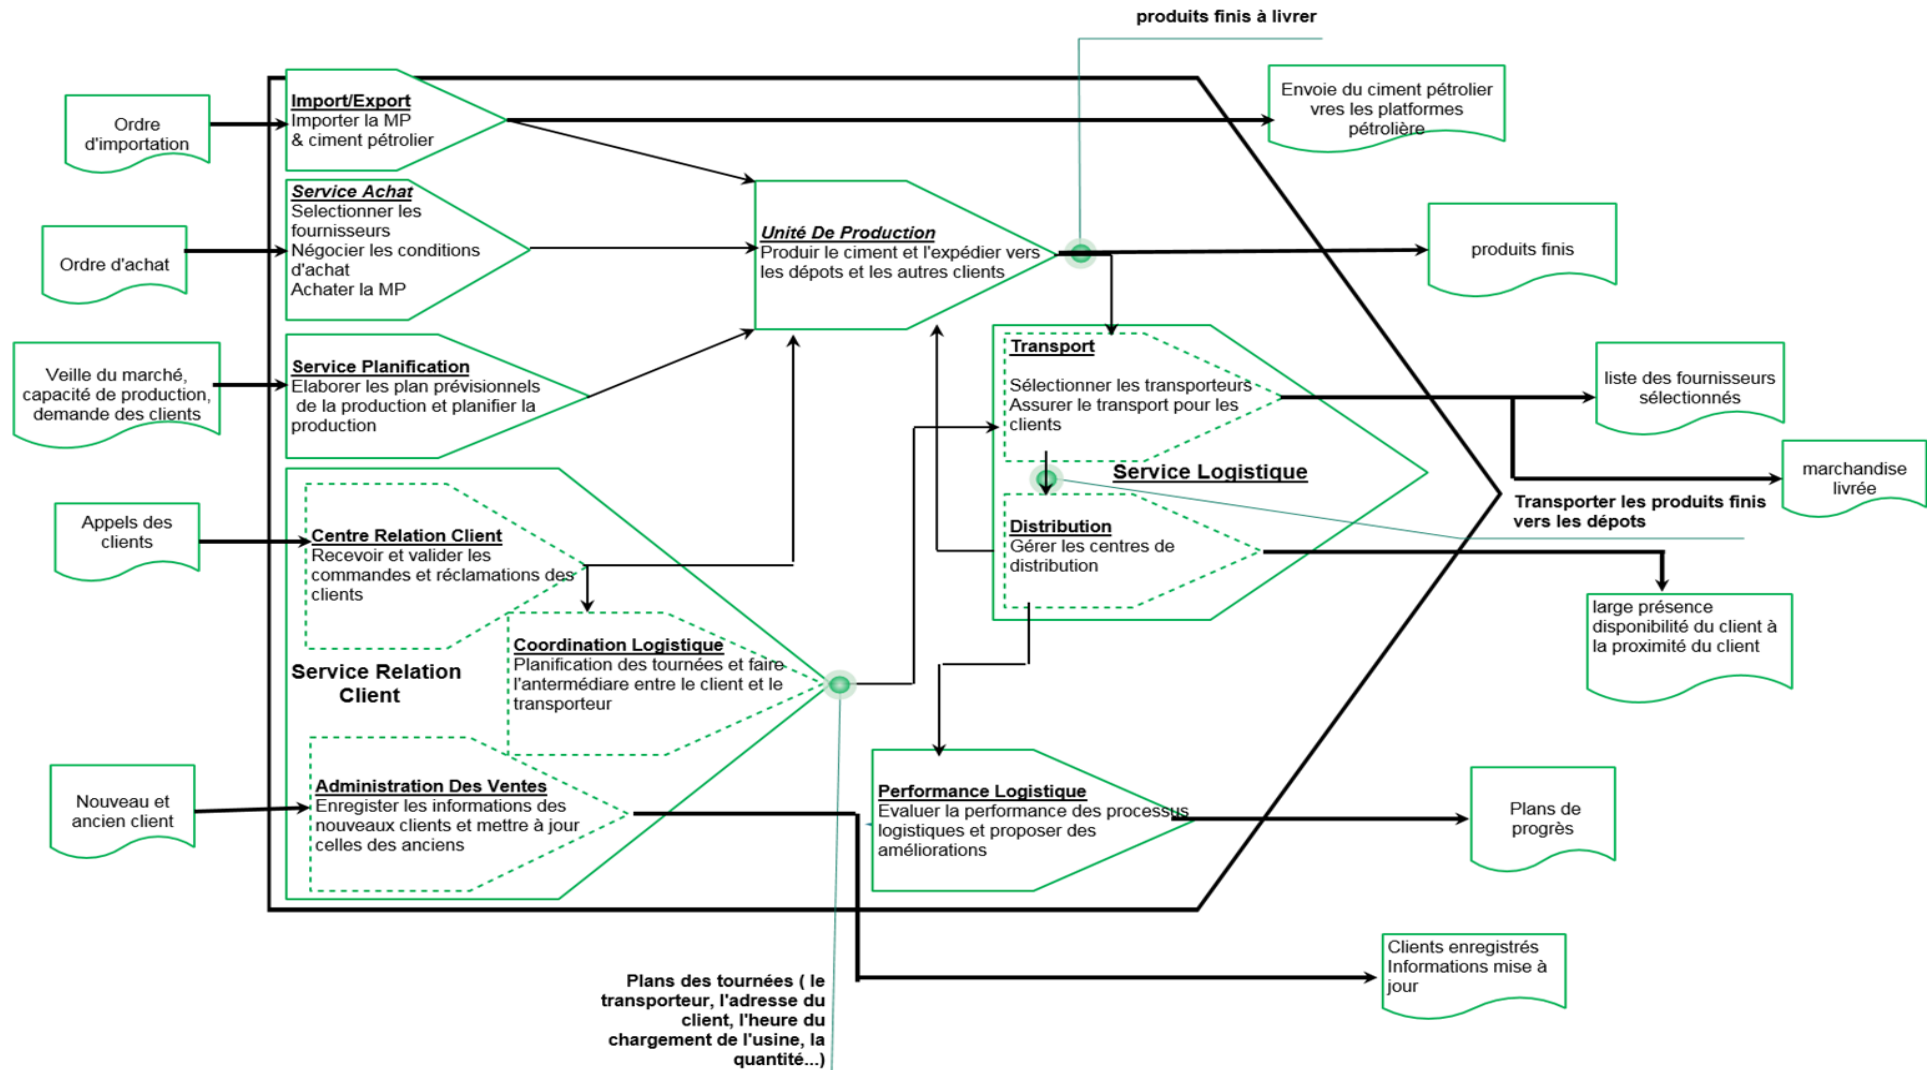 produits finis à livrer
Ordre
d'importation
Import/Export
Importer la MP
& ciment pétrolier
Envoie du ciment pétrolier
vres les platformes
pétrolière
Ordre d'achat
Service Achat
Selectionner les
fournisseurs
Négocier les conditions
d'achat
Achater la MP
Unité De Production
Produir le ciment et l'expédier vers
les dépots et les autres clients
produits finis
Veille du marché,
capacité de production,
demande des clients
Service Planification
Elaborer les plan prévisionnels
de la production et planifier la
production
Transport
Sélectionner les transporteurs
Assurer le transport pour les
clients
liste des fournisseurs
sélectionnés
Service Logistique
marchandise
livrée
Transporter les produits finis
vers les dépots
Appels des
clients
Centre Relation Client
Recevoir et valider les
commandes et réclamations des
clients
Distribution
Gérer les centres de
distribution
large présence
disponibilité du client à
la proximité du client
Service Relation
Client
Coordination Logistique
Planification des tournées et faire
l'antermédiare entre le client et le
transporteur
Nouveau et
ancien client
Administration Des Ventes
Enregister les informations des
nouveaux clients et mettre à jour
celles des anciens
Performance Logistique
Evaluer la performance des processus
logistiques et proposer des
améliorations
Plans de
progrès
Clients enregistrés
Informations mise à
jour
Plans des tournées ( le
transporteur, l'adresse du
client, l'heure du
chargement de l'usine, la
quantité...)